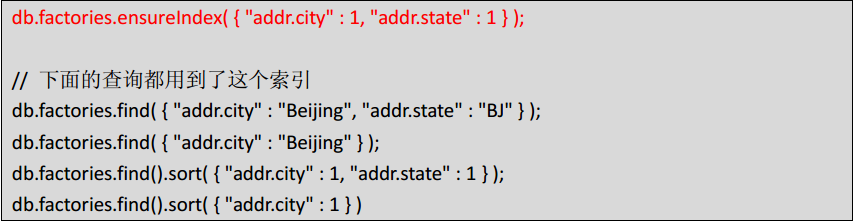 db.factories.ensureIndex( { "addr.city" : 1, "addr.state" : 1 } );
// 下面的查询都用到了这个索引
db.factories.find( { "addr.city" : "Beijing", "addr.state" : "BJ" } );
db.factories.find( { "addr.city" : "Beijing" } );
db.factories.find().sort( { "addr.city" : 1, "addr.state" : 1 } );
db.factories.find().sort( { "addr.city" : 1 } )